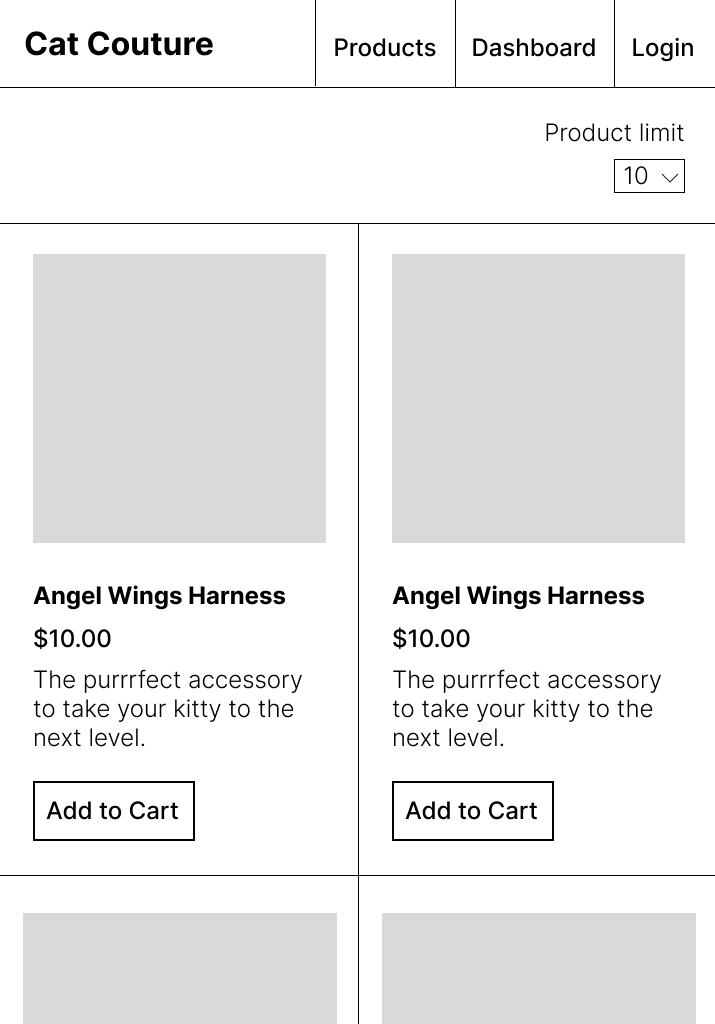 Cat Couture
Products
Dashboard
Login
Product limit
10
Angel Wings Harness
$10.00
The purrrfect accessory
to take your kitty to the
next level.
Add to Cart
Angel Wings Harness
$10.00
The purrrfect accessory
to take your kitty to the
next level.
Add to Cart